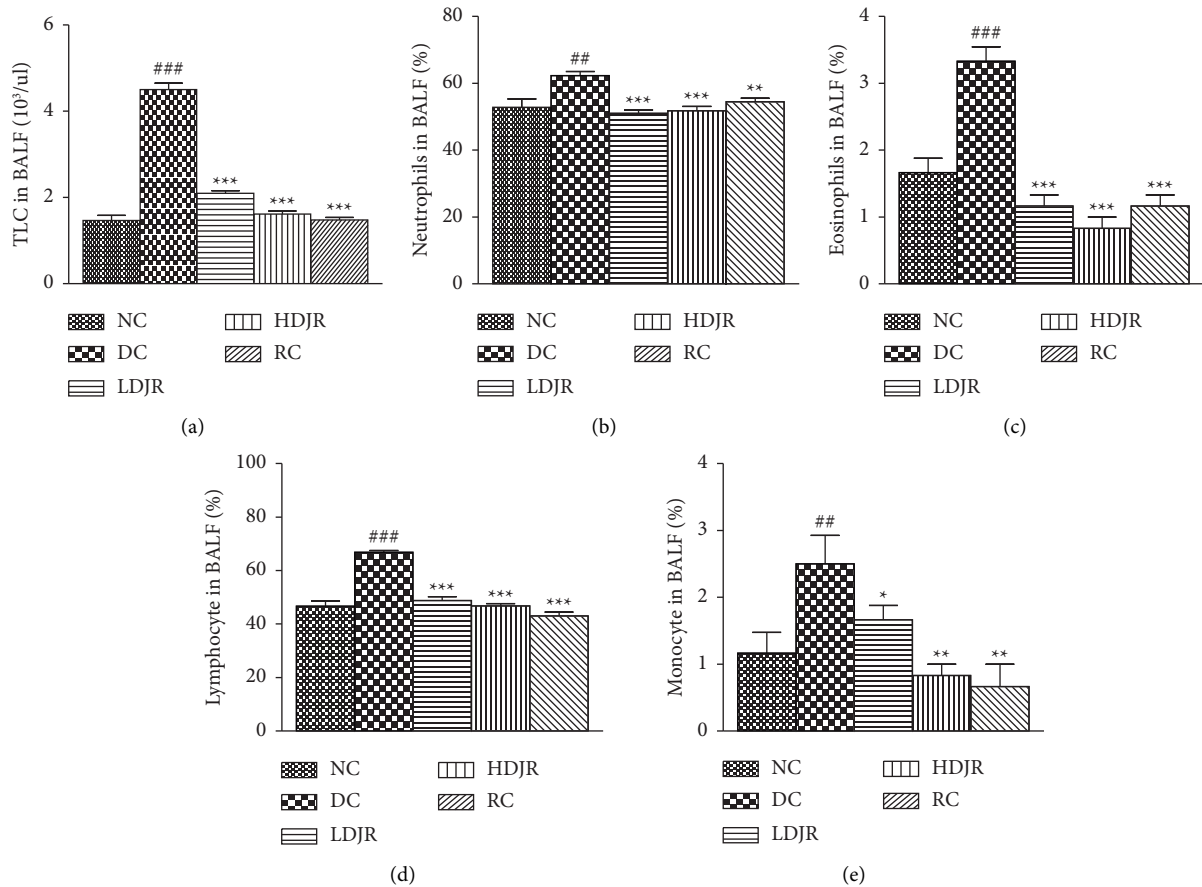 6
4
2
0
TLC in BALF (10³/ul)
###
***
***
***
NC
HDJR
DC
RC
LDJR
(a)
80
60
40
20
0
Neutrophils in BALF (%)
##
***
***
**
NC
HDJR
DC
RC
LDJR
(b)
4
3
2
1
0
Eosinophils in BALF (%)
###
***
***
***
NC
HDJR
DC
RC
LDJR
(c)
100
80
60
40
20
0
Lymphocyte in BALF (%)
###
***
***
***
NC
HDJR
DC
RC
LDJR
(d)
4
3
2
1
0
Monocyte in BALF (%)
##
*
**
**
NC
HDJR
DC
RC
LDJR
(e)